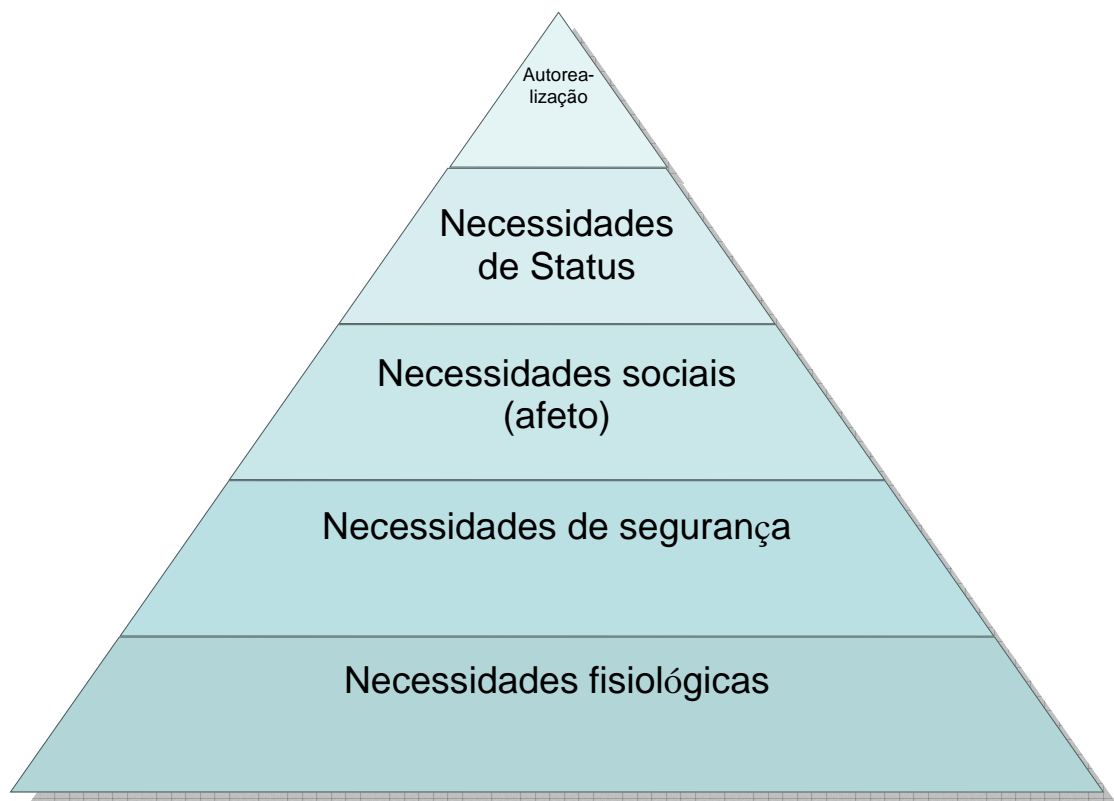 Autorea-
lização
Necessidades
de Status
Necessidades sociais
(afeto)
Necessidades de segurança
Necessidades fisiológicas